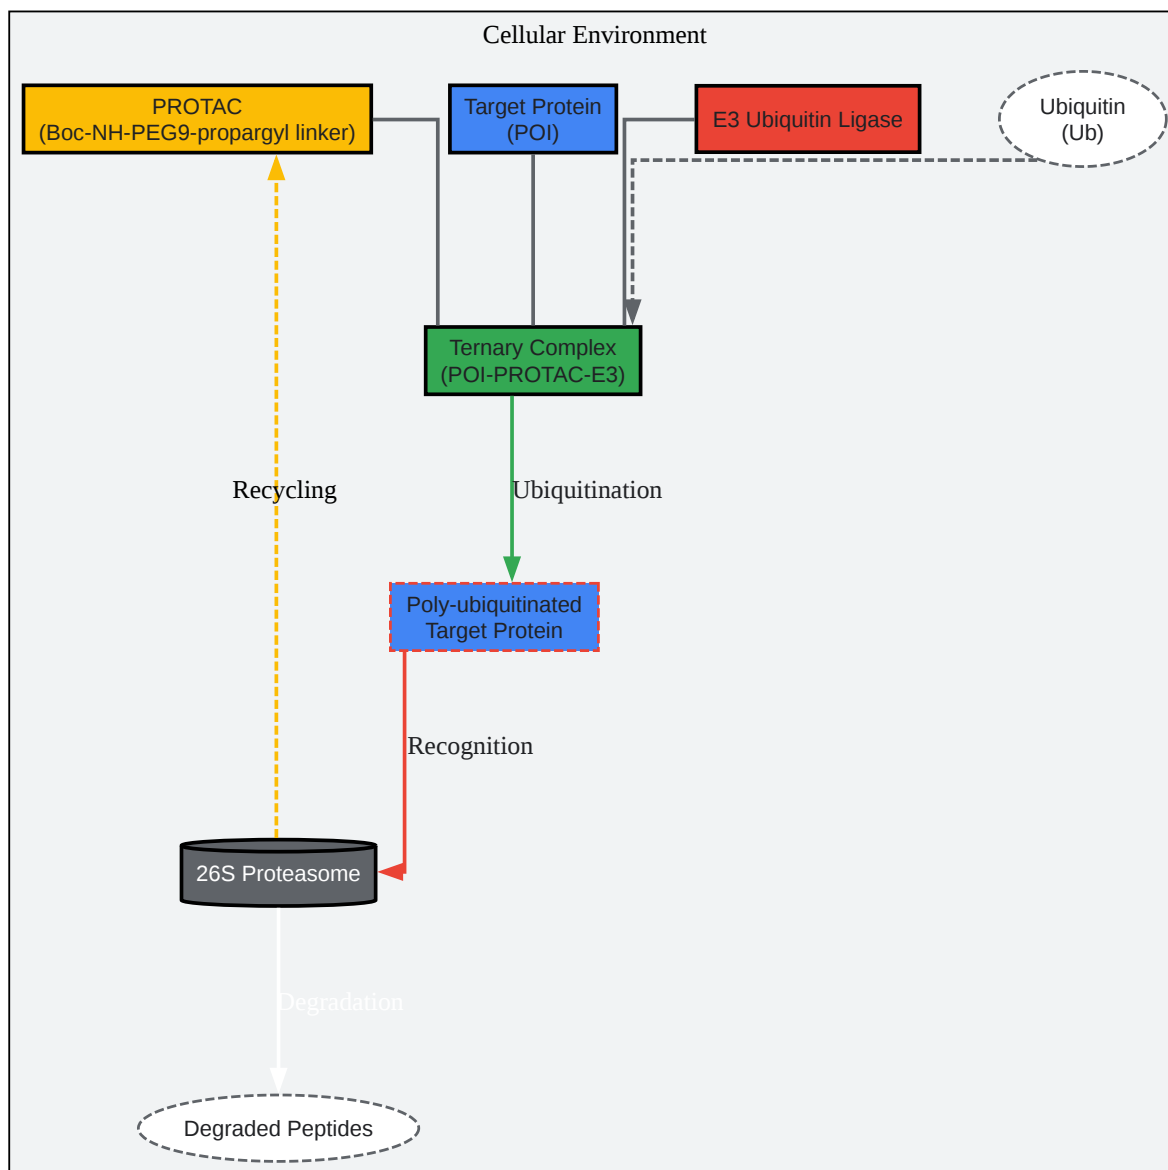 Cellular Environment
PROTAC
(Boc-NH-PEG9-propargyl linker)
Target Protein
(POI)
E3 Ubiquitin Ligase
Ubiquitin
(Ub)
Ternary Complex
(POI-PROTAC-E3)
Recycling
Ubiquitination
Poly-ubiquitinated
Target Protein
Recognition
26S Proteasome
Degradation
Degraded Peptides